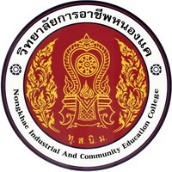 วิทยาลัยการอาชีพหนองแค
ทุ.ส.นิ.ม.
Nongkhae Industrial And Community Education College